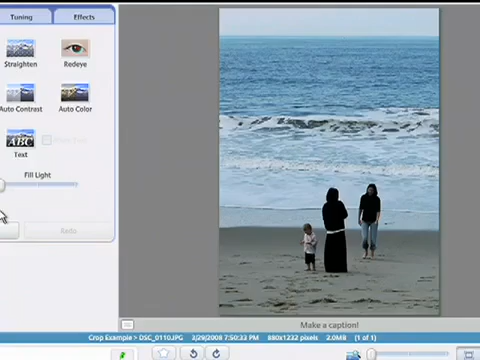 Tuning
Effects
Straighten
Redeye
Auto Contrast
Auto Color
ABC
Text
Fill Light
Redo
Make a caption!
Crop Example > DSC_0110.JPG 3/29/2008 7:50:33 PM 880x1232 pixels 2.0MB (1 of 1)